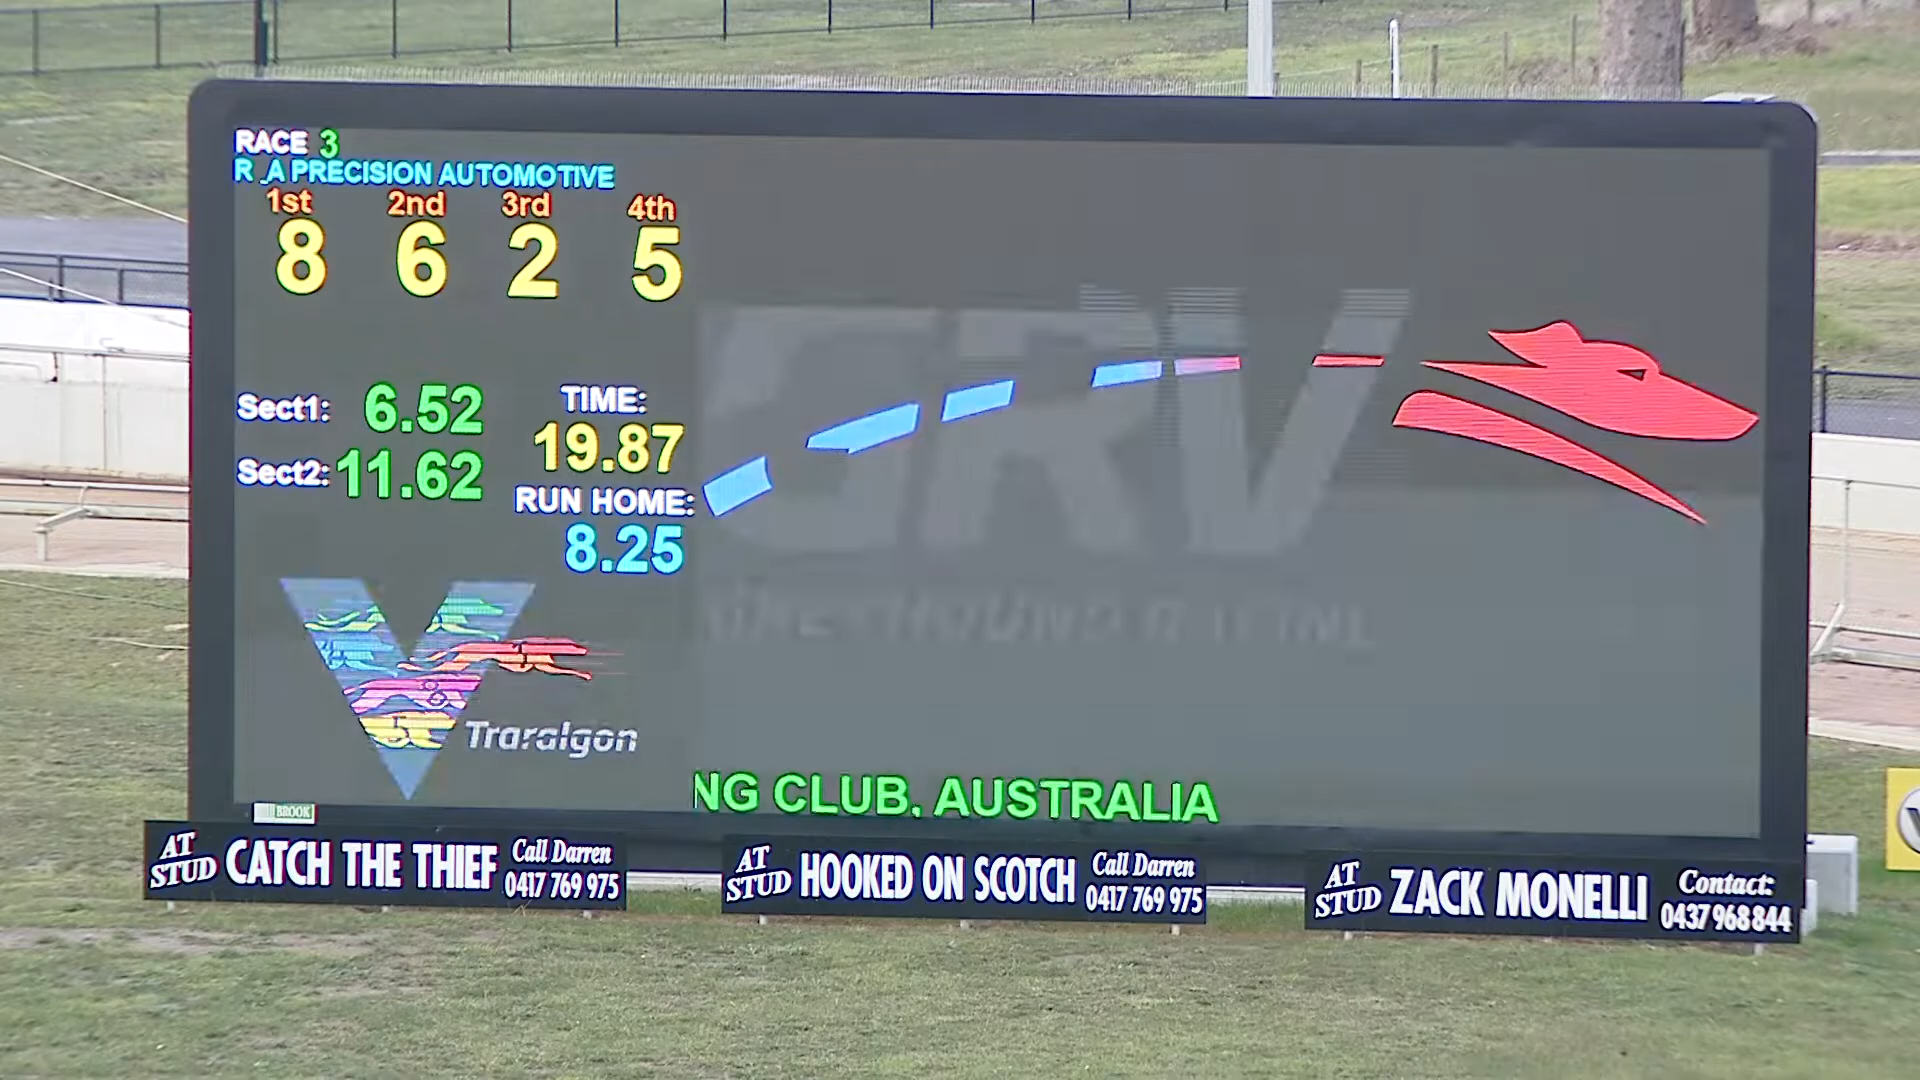 RACE 3
R_A PRECISION AUTOMOTIVE
1st 2nd 3rd 4th
8 6 2 5
Sect1: 6.52
Sect2: 11.62
TIME:
19.87
RUN HOME:
8.25
GRV
Traralgon
NG CLUB, AUSTRALIA
BROOK
AT STUD CATCH THE THIEF Call Darren 0417 769 975
AT STUD HOOKED ON SCOTCH Call Darren 0417 769 975
AT STUD ZACK MONELLI Contact: 0437 968 844